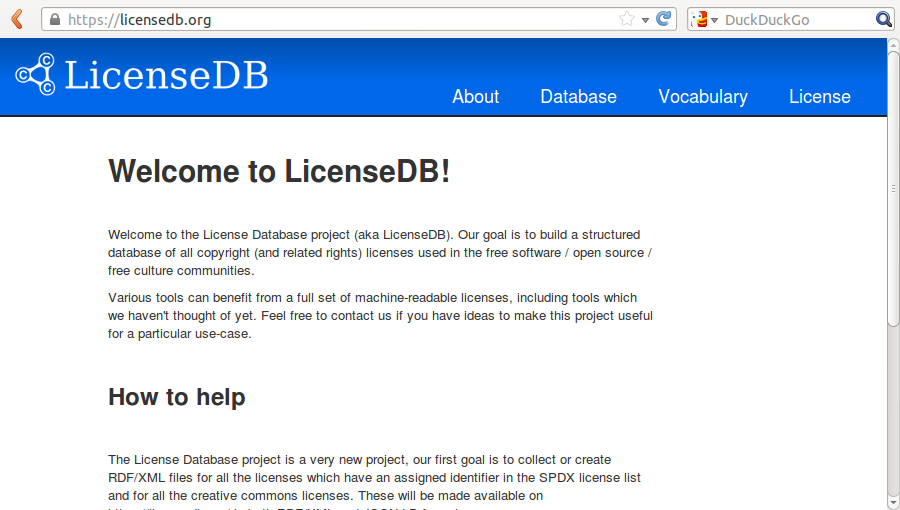 https://licensedb.org
DuckDuckGo
LicenseDB
About Database Vocabulary License
Welcome to LicenseDB!
Welcome to the License Database project (aka LicenseDB). Our goal is to build a structured
database of all copyright (and related rights) licenses used in the free software / open source /
free culture communities.
Various tools can benefit from a full set of machine-readable licenses, including tools which
we haven't thought of yet. Feel free to contact us if you have ideas to make this project useful
for a particular use-case.
How to help
The License Database project is a very new project, our first goal is to collect or create
RDF/XML files for all the licenses which have an assigned identifier in the SPDX license list
and for all the creative commons licenses. These will be made available on